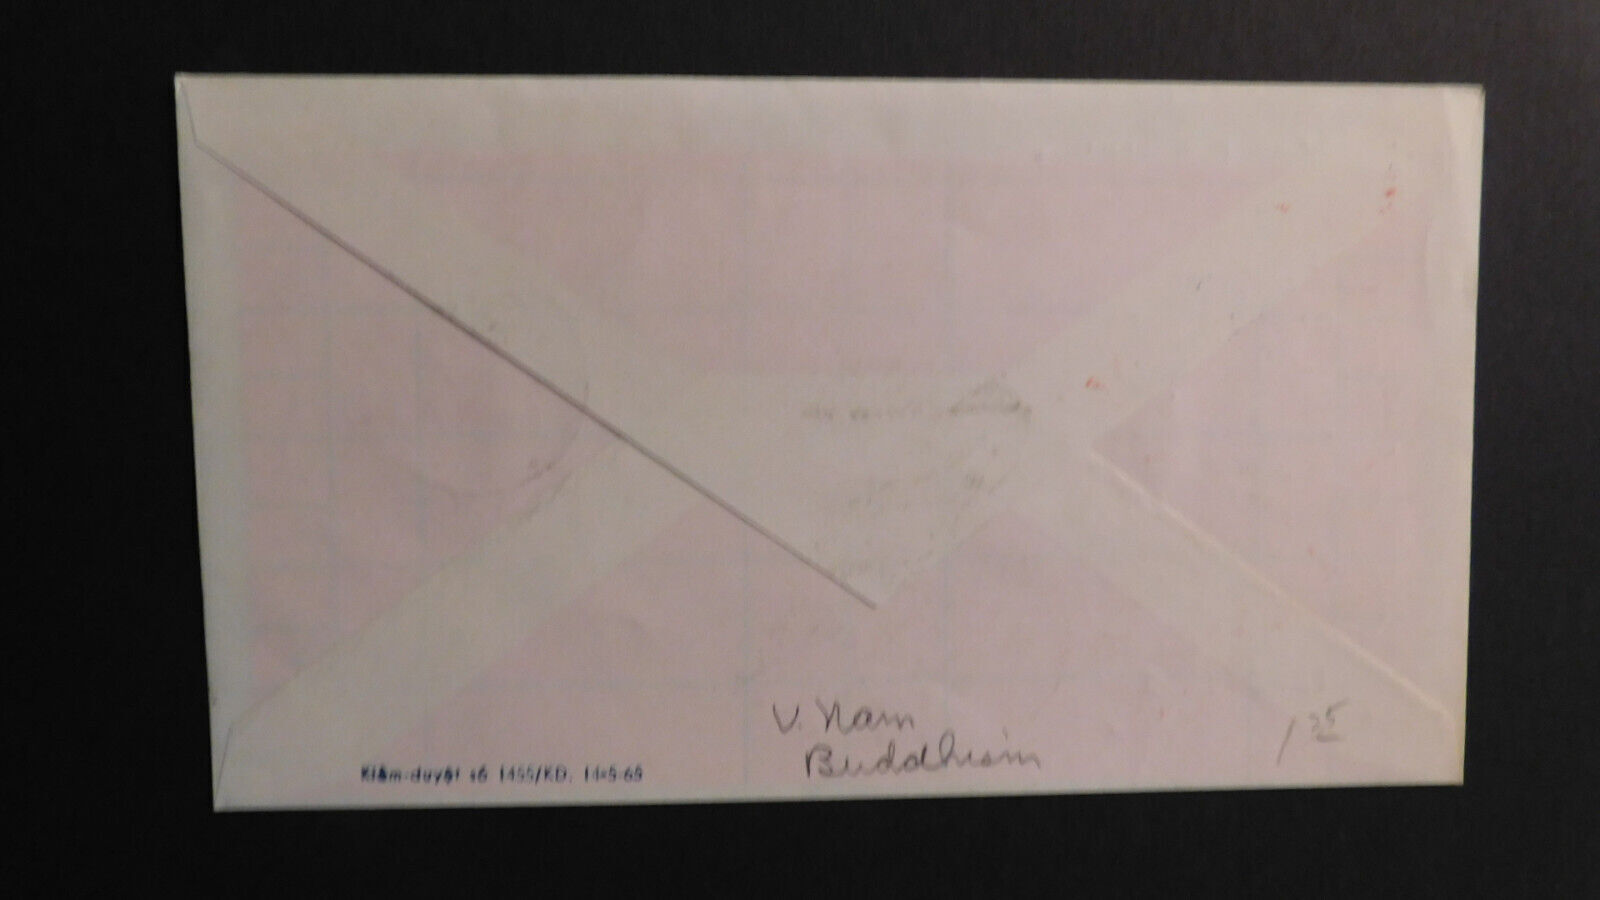 V. Nam
Buddhism
1 25
Kiểm-duyệt số 1455/KD. 14-5-65